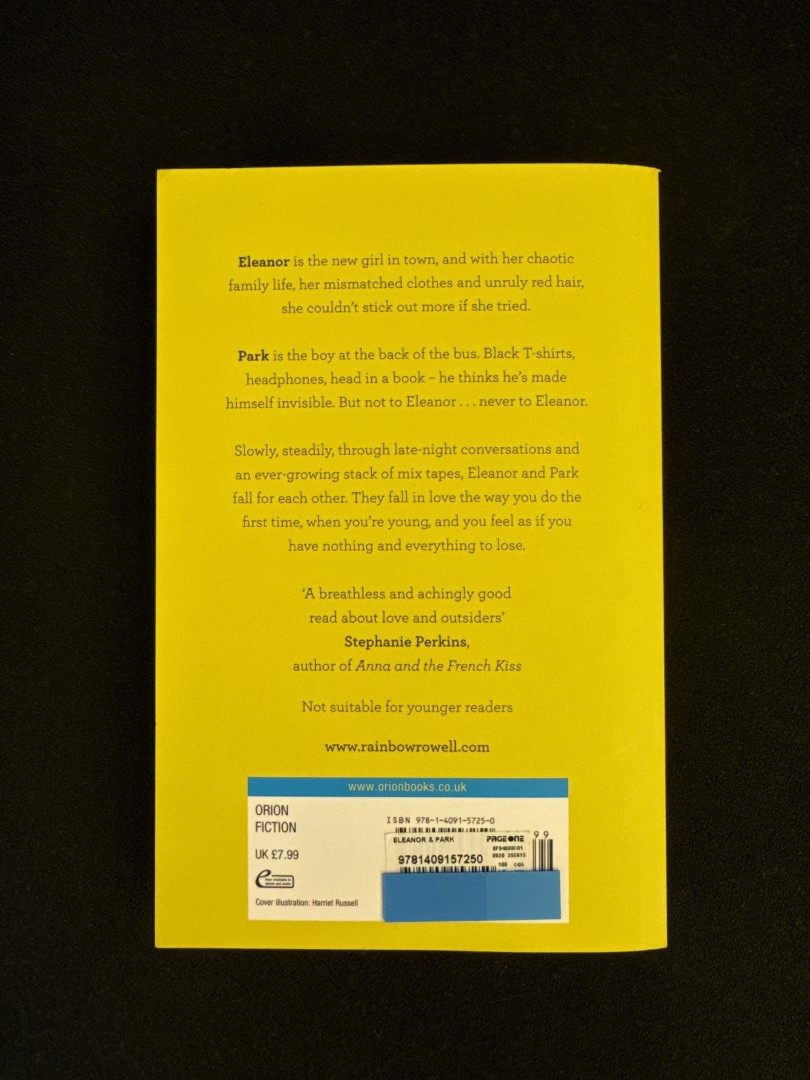 Eleanor is the new girl in town, and with her chaotic
family life, her mismatched clothes and unruly red hair,
she couldn't stick out more if she tried.
Park is the boy at the back of the bus. Black T-shirts,
headphones, head in a book – he thinks he's made
himself invisible. But not to Eleanor . . . never to Eleanor.
Slowly, steadily, through late-night conversations and
an ever-growing stack of mix tapes, Eleanor and Park
fall for each other. They fall in love the way you do the
first time, when you're young, and you feel as if you
have nothing and everything to lose.
'A breathless and achingly good
read about love and outsiders'
Stephanie Perkins,
author of Anna and the French Kiss
Not suitable for younger readers
www.rainbowrowell.com
www.orionbooks.co.uk
ORION
FICTION
UK £7.99
Cover illustration: Harriet Russell
ISBN 978-1-4091-5725-0
99
ELEANOR & PARK
PAGE ONE
9781409157250